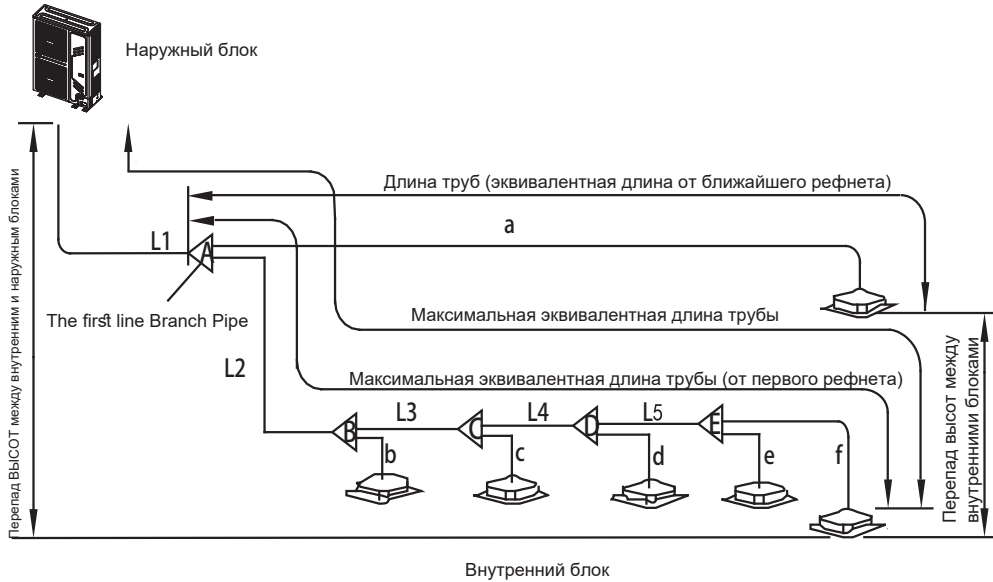 Наружный блок
Перепад ВЫСОТ между внутренним и наружным блоками
Длина труб (эквивалентная длина от ближайшего рефнета)
a
L1
A
The first line Branch Pipe
Максимальная эквивалентная длина трубы
L2
Максимальная эквивалентная длина трубы (от первого рефнета)
L3
L4
L5
B
C
D
E
b
c
d
e
f
Перепад высот между
внутренними блоками
Внутренний блок